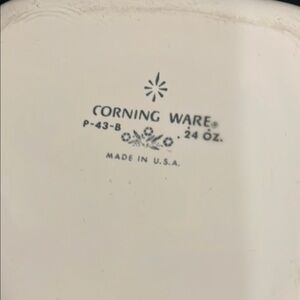 CORNING WARE®
P-43-B . 24 OZ.
MADE IN U.S.A.